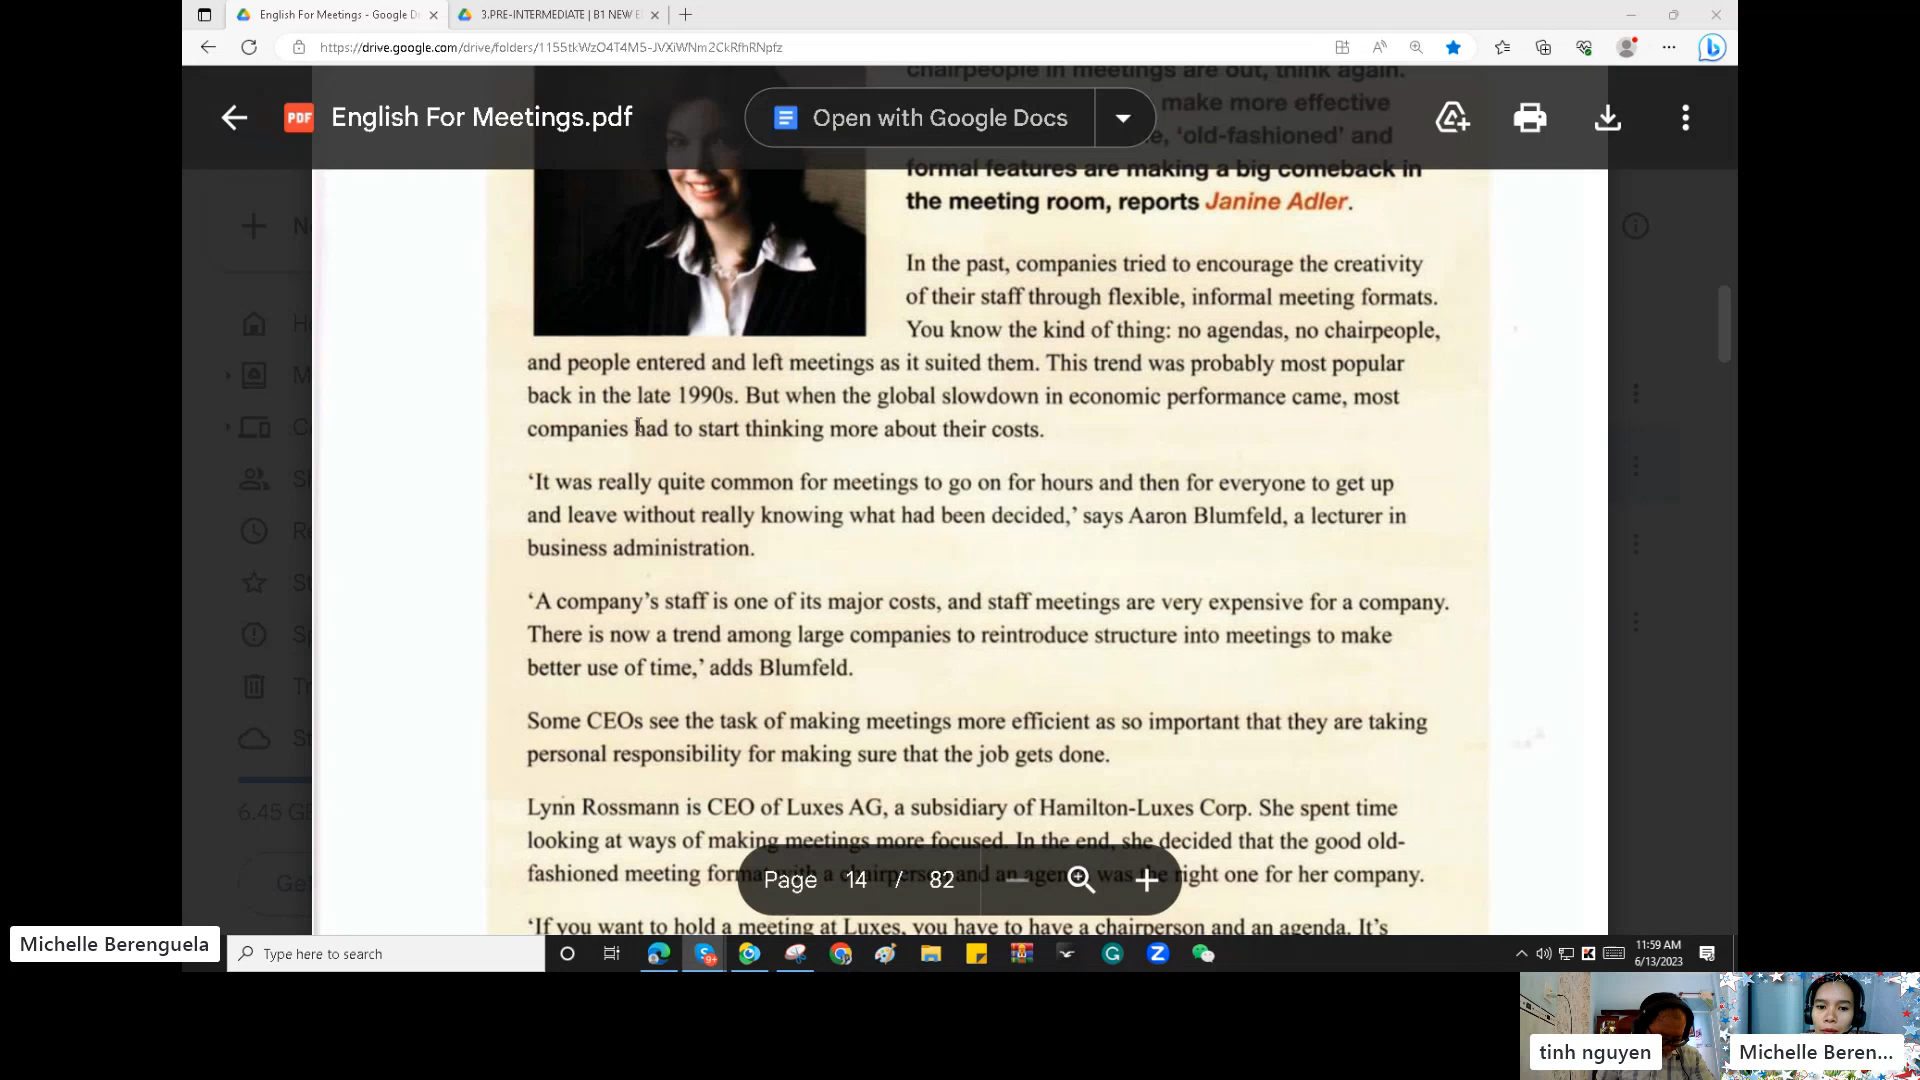 English For Meetings - Google D
3.PRE-INTERMEDIATE | B1 NEW E
https://drive.google.com/drive/folders/1155tkWzO4T4M5-JVXiWNm2CkRfhRNpfz
PDF
English For Meetings.pdf
Open with Google Docs
chairpeople in meetings are out, think again.
make more effective
'old-fashioned' and
formal features are making a big comeback in
the meeting room, reports Janine Adler.
In the past, companies tried to encourage the creativity
of their staff through flexible, informal meeting formats.
You know the kind of thing: no agendas, no chairpeople,
and people entered and left meetings as it suited them. This trend was probably most popular
back in the late 1990s. But when the global slowdown in economic performance came, most
companies had to start thinking more about their costs.
'It was really quite common for meetings to go on for hours and then for everyone to get up
and leave without really knowing what had been decided,' says Aaron Blumfeld, a lecturer in
business administration.
'A company's staff is one of its major costs, and staff meetings are very expensive for a company.
There is now a trend among large companies to reintroduce structure into meetings to make
better use of time,' adds Blumfeld.
Some CEOs see the task of making meetings more efficient as so important that they are taking
personal responsibility for making sure that the job gets done.
Lynn Rossmann is CEO of Luxes AG, a subsidiary of Hamilton-Luxes Corp. She spent time
looking at ways of making meetings more focused. In the end, she decided that the good old-
fashioned meeting format with a chairperson and an agenda was the right one for her company.
Page 14 / 82
'If you want to hold a meeting at Luxes, you have to have a chairperson and an agenda. It's
6.45 G
Michelle Berenguela
Type here to search
11:59 AM
6/13/2023
tinh nguyen
Michelle Beren...